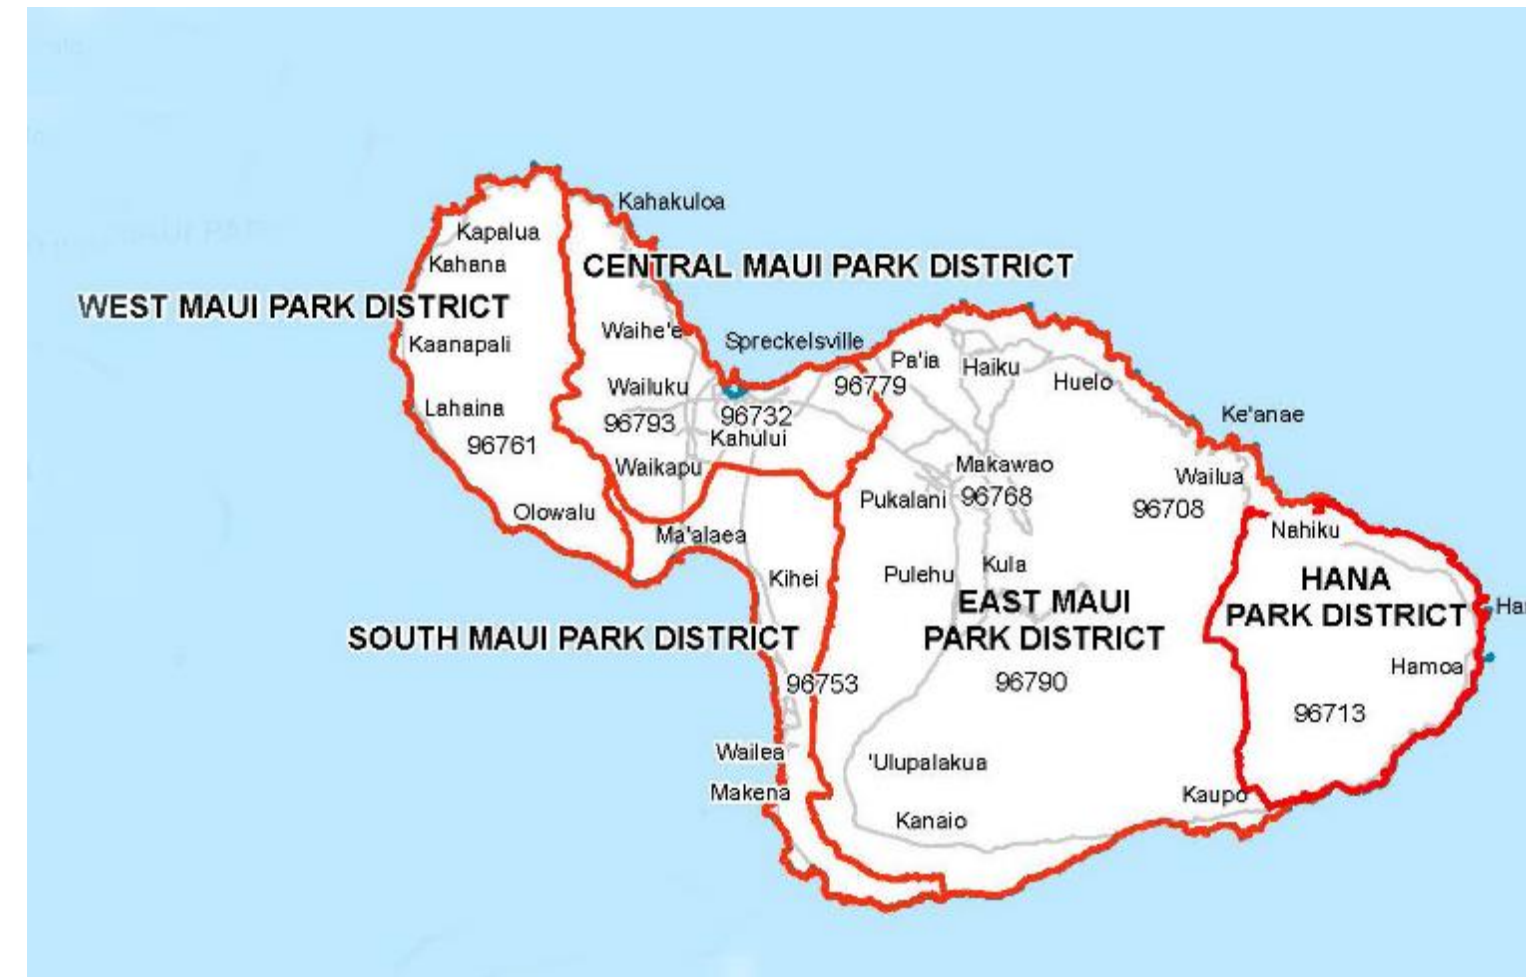 Kahakuloa
Kapalua
Kahana
CENTRAL MAUI PARK DISTRICT
WEST MAUI PARK DISTRICT
Waihe'e
Spreckelsville
Kaanapali
Pa'ia
Haiku
Huelo
96779
Wailuku
Lahaina
96793
96732
Kahului
Ke'anae
96761
Waikapu
Makawao
Wailua
Pukalani
96768
96708
Olowalu
Ma'alaea
Nahiku
Kula
Kihei
Pulehu
HANA
PARK DISTRICT
EAST MAUI
PARK DISTRICT
SOUTH MAUI PARK DISTRICT
Hamoa
96753
96790
96713
Wailea
'Ulupalakua
Makena
Kaupo
Kanaio